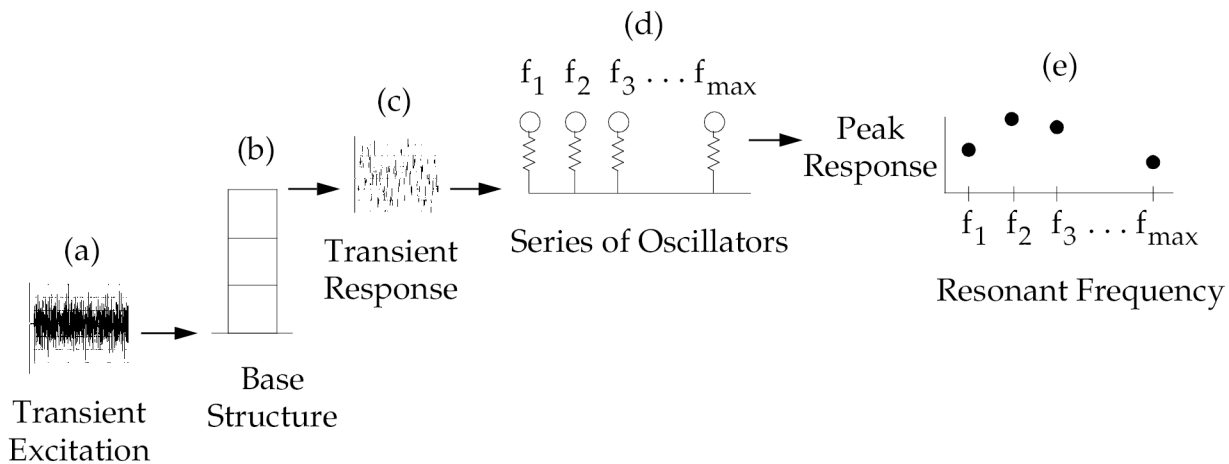 (a)
Transient
Excitation
(b)
Base
Structure
(c)
Transient
Response
(d)
f1 f2 f3 . . . fmax
Series of Oscillators
(e)
Peak
Response
f1 f2 f3 . . . fmax
Resonant Frequency